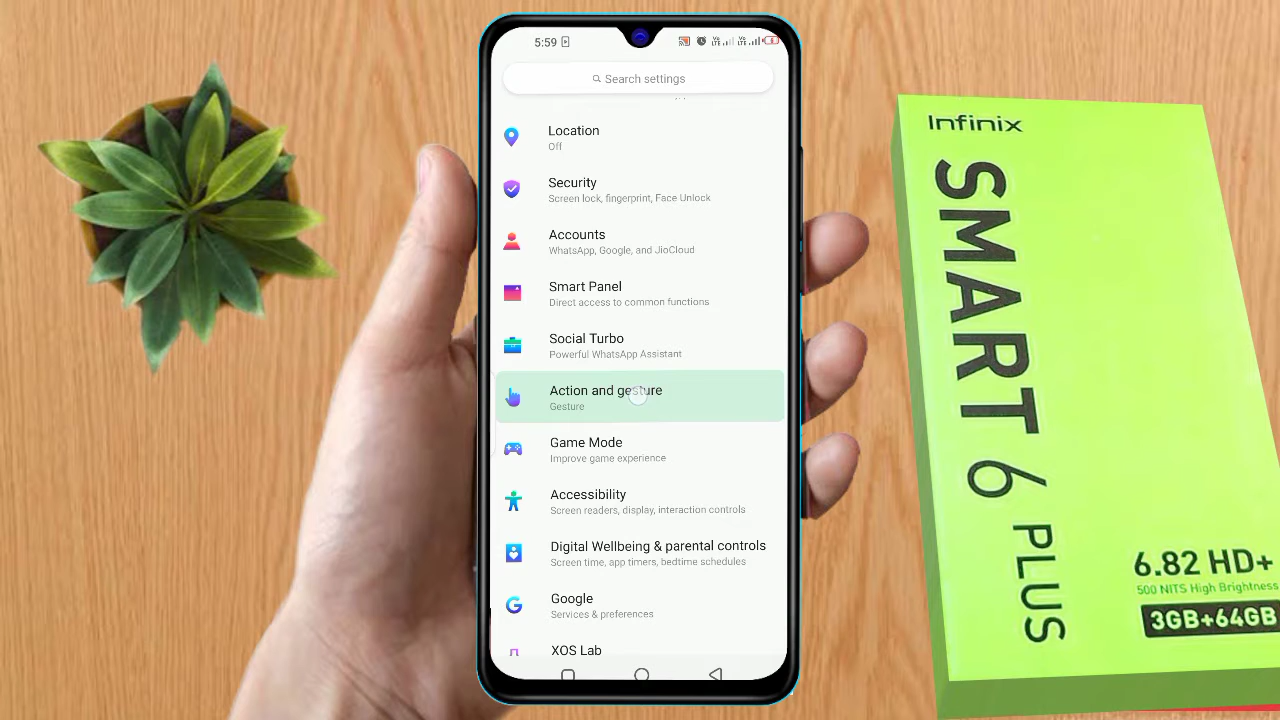 5:59
Search settings
Location
Off
Security
Screen lock, fingerprint, Face Unlock
Accounts
WhatsApp, Google, and JioCloud
Smart Panel
Direct access to common functions
Social Turbo
Powerful WhatsApp Assistant
Action and gesture
Gesture
Game Mode
Improve game experience
Accessibility
Screen readers, display, interaction controls
Digital Wellbeing & parental controls
Screen time, app timers, bedtime schedules
Google
Services & preferences
XOS Lab
Infinix
SMART 6 PLUS
6.82 HD+
500 NITS High Brightness
3GB+64GB